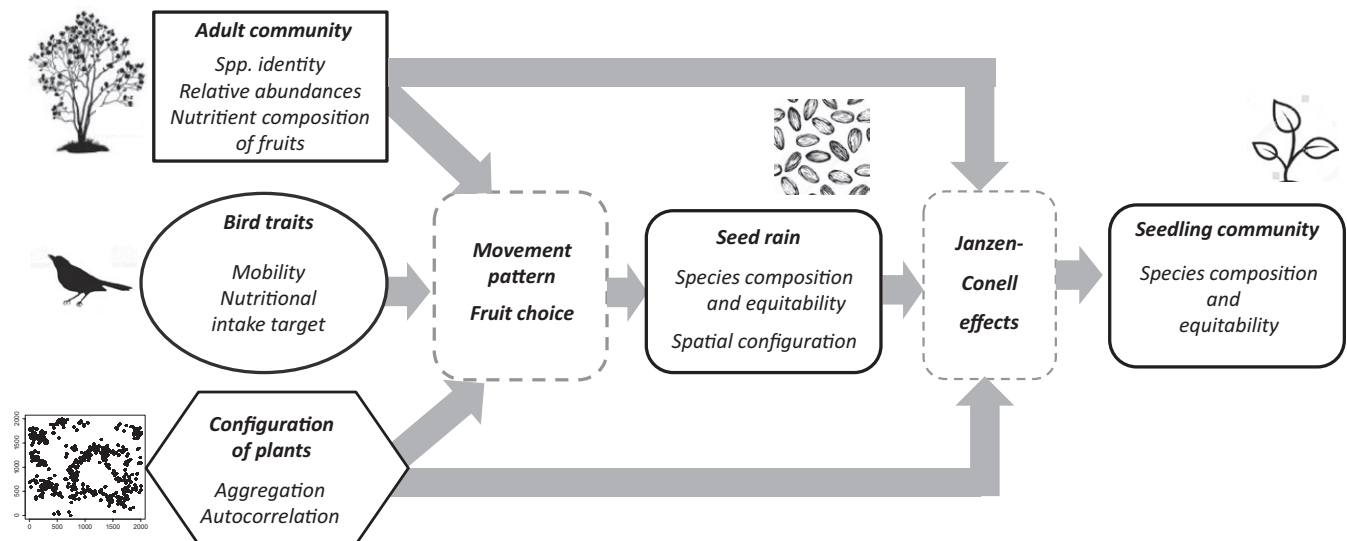 Adult community
Spp. identity
Relative abundances
Nutritient composition
of fruits
Bird traits
Mobility
Nutritional
intake target
Configuration
of plants
Aggregation
Autocorrelation
2000
1500
1000
500
0
0 500 1000 1500 2000
Movement
pattern
Fruit choice
Seed rain
Species composition
and equitability
Spatial configuration
Janzen-
Conell
effects
Seedling community
Species composition
and
equitability